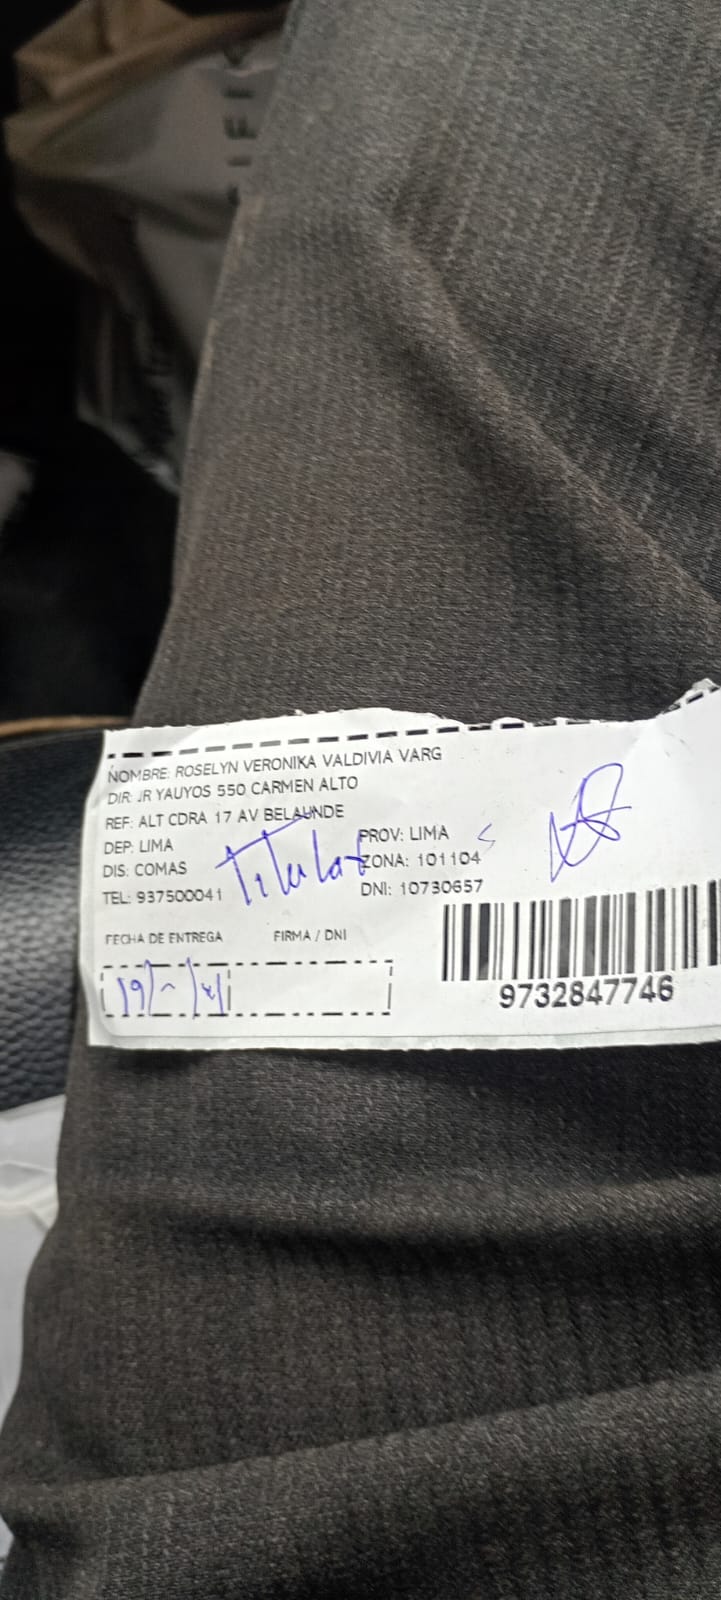 NOMBRE: ROSELYN VERONIKA VALDIVIA VARG
DIR: JR YAUYOS 550 CARMEN ALTO
REF: ALT CDRA 17 AV BELAUNDE
DEP: LIMA PROV: LIMA
DIS: COMAS ZONA: 101104
TEL: 937500041 DNI: 10730657
Titular
FECHA DE ENTREGA FIRMA / DNI
9732847746